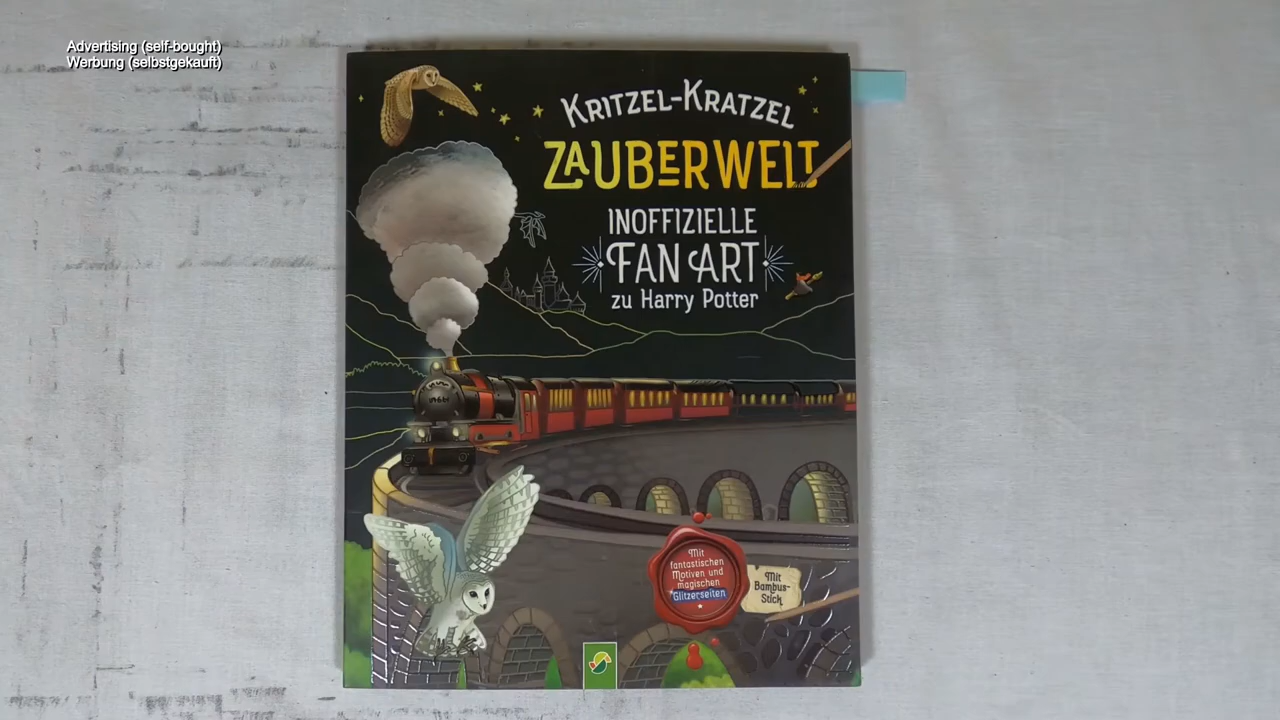 Advertising (self-bought)
Werbung (selbstgekauft)
KRITZEL-KRATZEL
ZAUBERWELT
INOFFIZIELLE
FAN ART
zu Harry Potter
Mit
fantastischen
Motiven und
magischen
Glitzerseiten
Mit
Bambus-
Stick